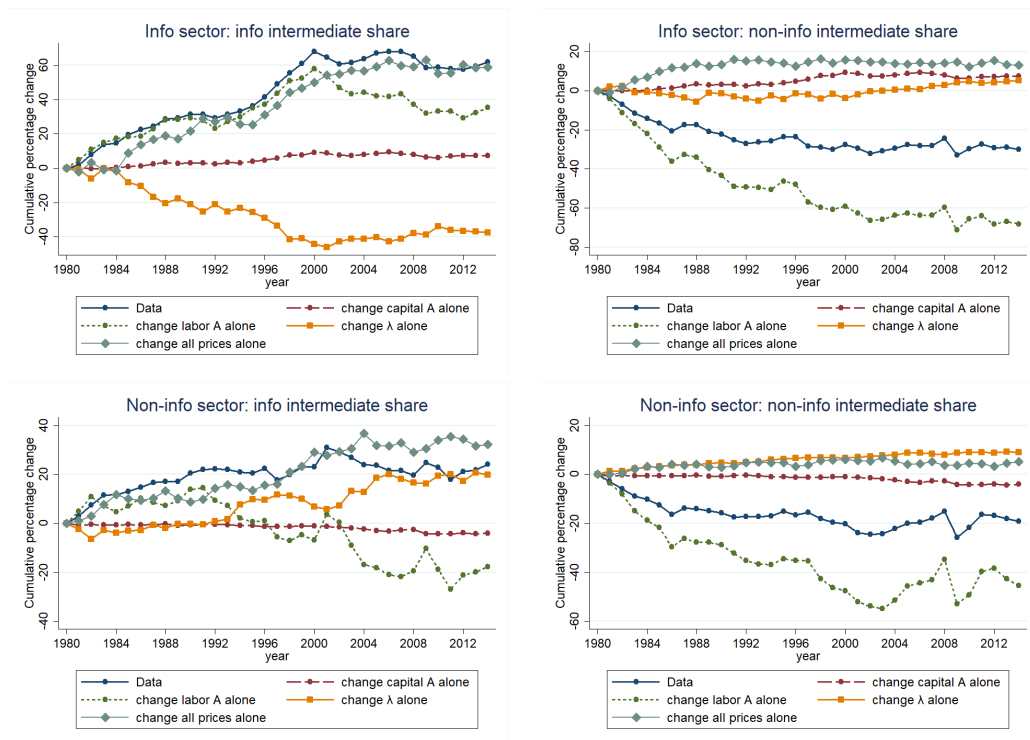 Info sector: info intermediate share
Cumulative percentage change
60
40
20
0
-20
-40
1980 1984 1988 1992 1996 2000 2004 2008 2012
year
Data change capital A alone
change labor A alone change λ alone
change all prices alone
Info sector: non-info intermediate share
Cumulative percentage change
20
0
-20
-40
-60
-80
1980 1984 1988 1992 1996 2000 2004 2008 2012
year
Data change capital A alone
change labor A alone change λ alone
change all prices alone
Non-info sector: info intermediate share
Cumulative percentage change
40
20
0
-20
-40
1980 1984 1988 1992 1996 2000 2004 2008 2012
year
Data change capital A alone
change labor A alone change λ alone
change all prices alone
Non-info sector: non-info intermediate share
Cumulative percentage change
20
0
-20
-40
-60
1980 1984 1988 1992 1996 2000 2004 2008 2012
year
Data change capital A alone
change labor A alone change λ alone
change all prices alone